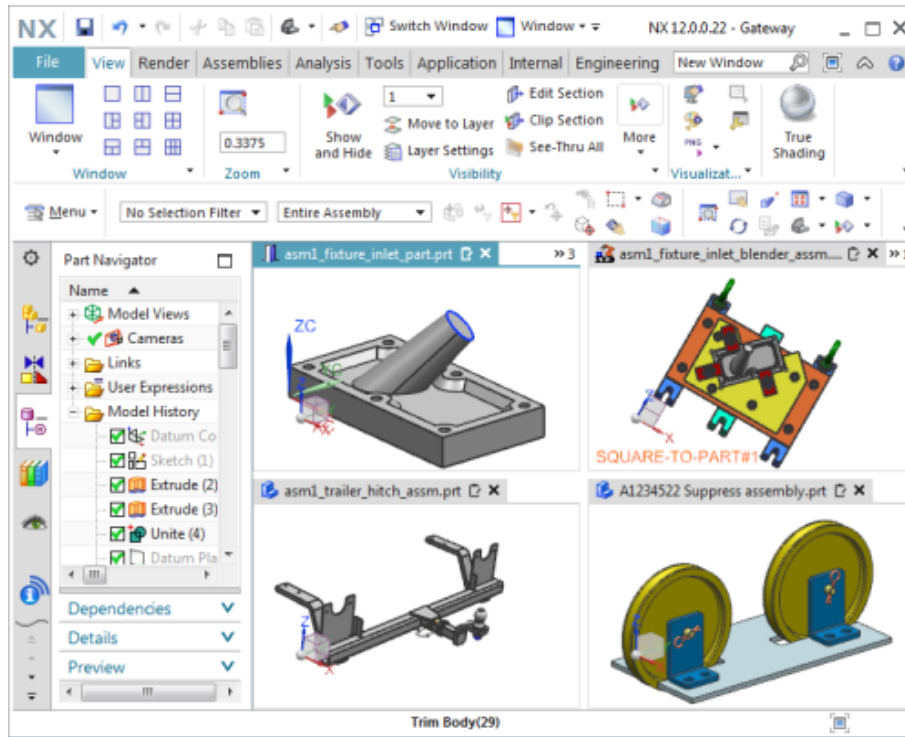 NX Switch Window Window NX 12.0.0.22 - Gateway
File View Render Assemblies Analysis Tools Application Internal Engineering New Window
Window
0.3375
Show and Hide
1
Move to Layer
Layer Settings
Edit Section
Clip Section
See-Thru All
More
PNG
True Shading
Window Zoom Visibility Visualizat...
Menu No Selection Filter Entire Assembly
Part Navigator
Name
Model Views
Cameras
Links
User Expressions
Model History
Datum Co
Sketch (1)
Extrude (2)
Extrude (3)
Unite (4)
Datum Pla
Dependencies
Details
Preview
asm1_fixture_inlet_part.prt 3
ZC
asm1_fixture_inlet_blender_assm....
X
SQUARE-TO-PART#1
asm1_trailer_hitch_assm.prt
Z
X
A1234522 Suppress assembly.prt
Trim Body(29)